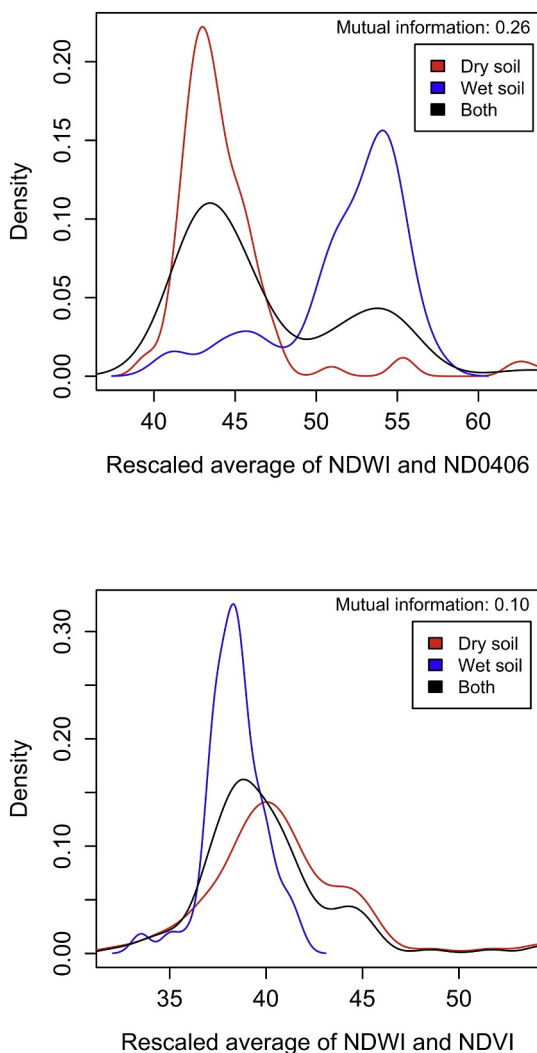 Mutual information: 0.26
Dry soil
Wet soil
Both
Density
0.00
0.05
0.10
0.15
0.20
40 45 50 55 60
Rescaled average of NDWI and ND0406
Mutual information: 0.10
Dry soil
Wet soil
Both
Density
0.00
0.10
0.20
0.30
35 40 45 50
Rescaled average of NDWI and NDVI